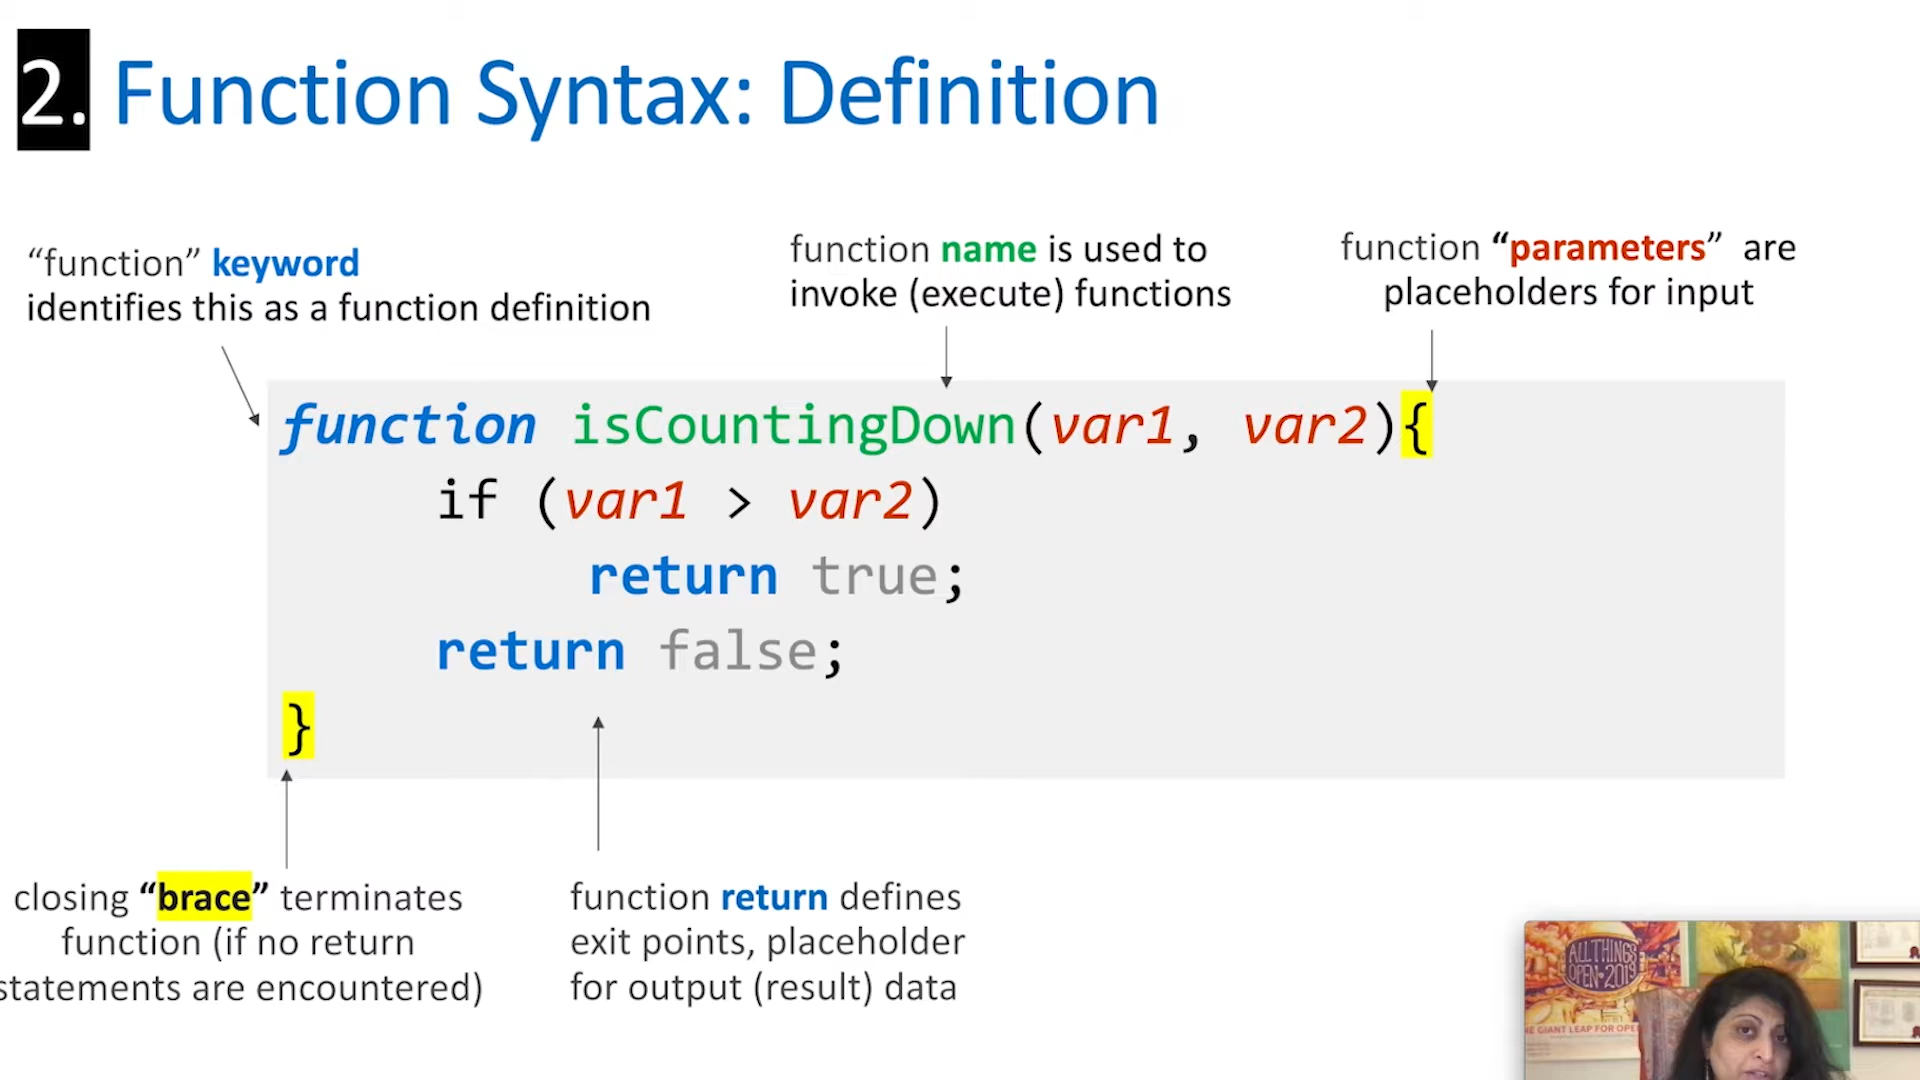 2. Function Syntax: Definition
“function” keyword
identifies this as a function definition
function name is used to
invoke (execute) functions
function “parameters” are
placeholders for input
function isCountingDown(var1, var2){
if (var1 > var2)
return true;
return false;
}
closing “brace” terminates
function (if no return
statements are encountered)
function return defines
exit points, placeholder
for output (result) data
ALL THINGS
OPEN 2019
GIANT LEAP FOR